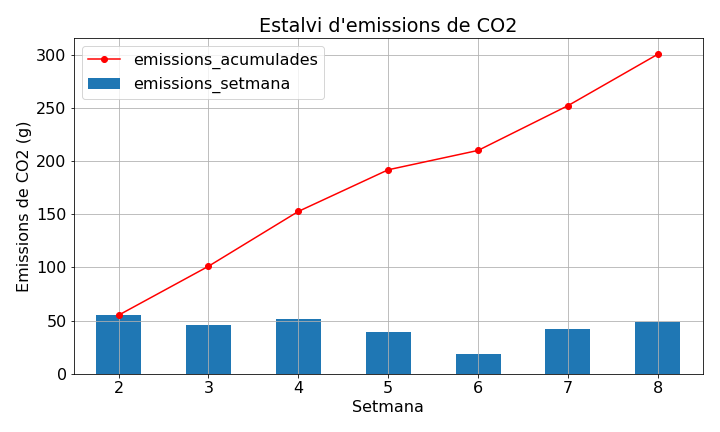 Estalvi d'emissions de CO2
emissions_acumulades
emissions_setmana
Emissions de CO2 (g)
300
250
200
150
100
50
0
2 3 4 5 6 7 8
Setmana